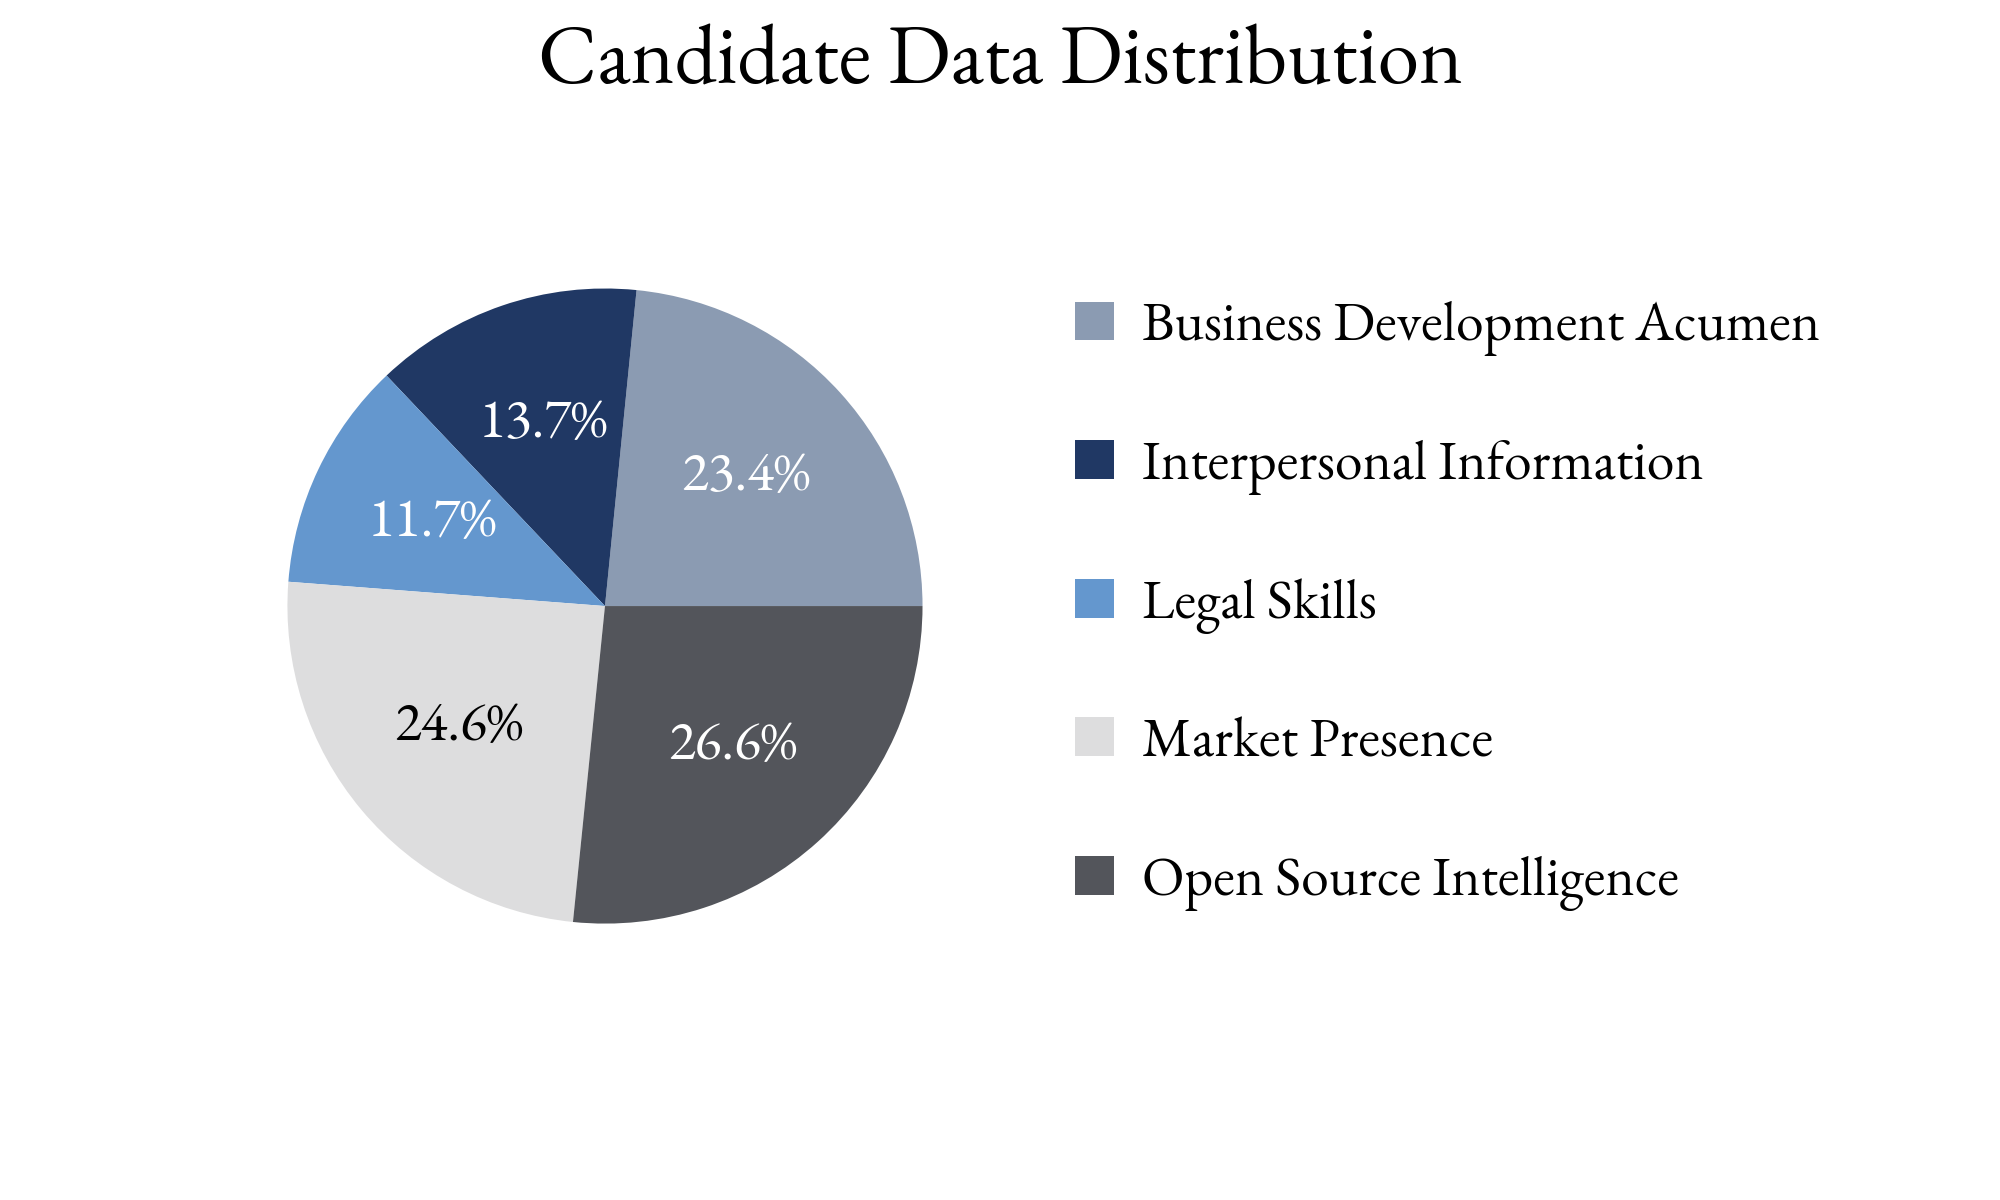 Candidate Data Distribution
13.7%
23.4%
11.7%
24.6%
26.6%
Business Development Acumen
Interpersonal Information
Legal Skills
Market Presence
Open Source Intelligence